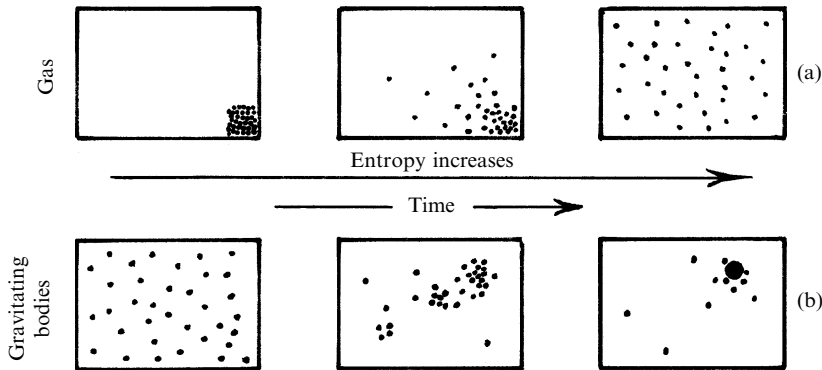 Gas
(a)
Entropy increases
Time
Gravitating
bodies
(b)